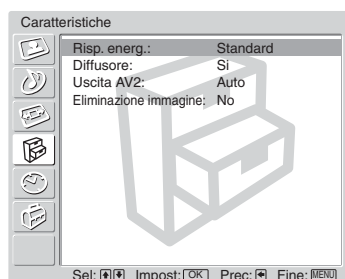 Caratteristiche
Risp. energ.: Standard
Diffusore: Si
Uscita AV2: Auto
Eliminazione immagine: No
Sel: Impost: OK Prec: Fine: MENU